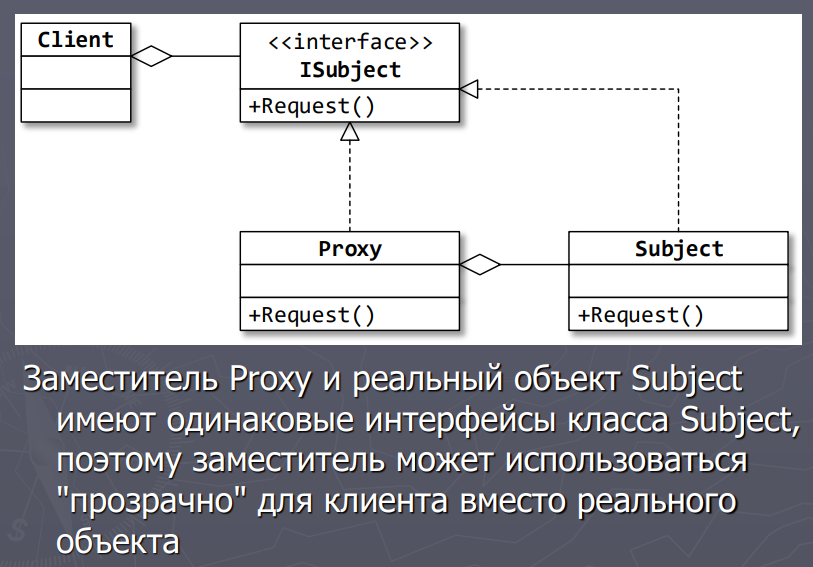 Client
<<interface>>
ISubject
+Request()
Proxy
+Request()
Subject
+Request()
Заместитель Proxy и реальный объект Subject
имеют одинаковые интерфейсы класса Subject,
поэтому заместитель может использоваться
"прозрачно" для клиента вместо реального
объекта